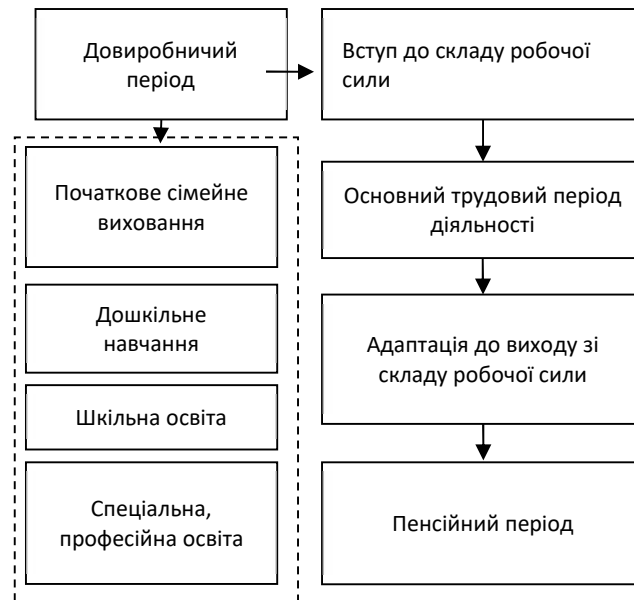 Довиробничий
період
Вступ до складу робочої
сили
Початкове сімейне
виховання
Дошкільне
навчання
Шкільна освіта
Спеціальна,
професійна освіта
Основний трудовий період
діяльності
Адаптація до виходу зі
складу робочої сили
Пенсійний період